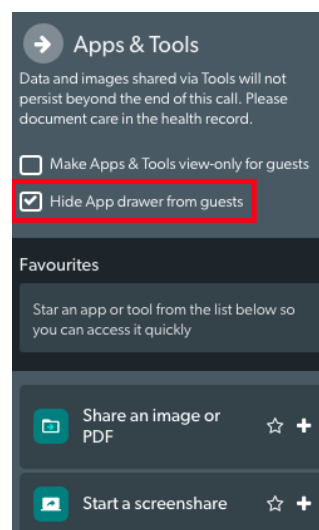 Apps & Tools
Data and images shared via Tools will not
persist beyond the end of this call. Please
document care in the health record.
Make Apps & Tools view-only for guests
Hide App drawer from guests
Favourites
Star an app or tool from the list below so
you can access it quickly
Share an image or
PDF
Start a screenshare